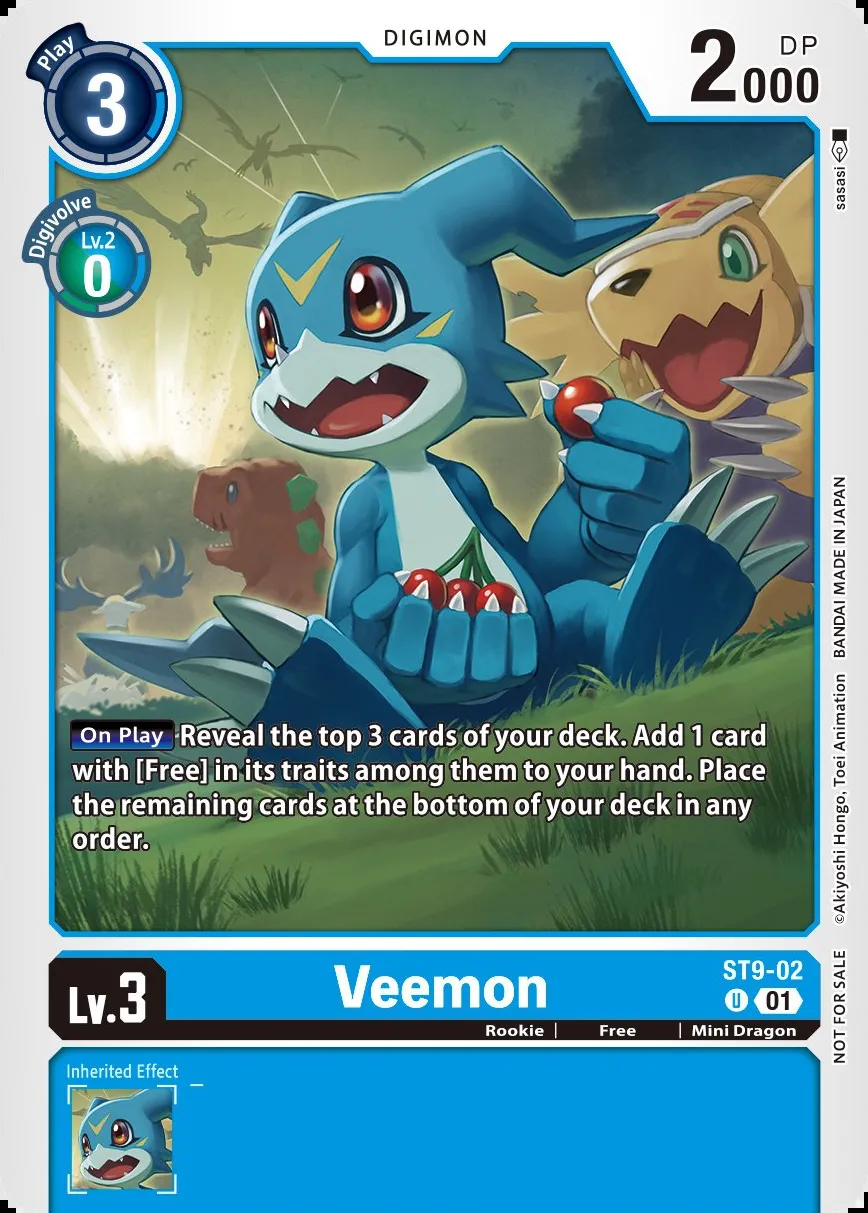 DIGIMON
Play
3
DP
2000
Digivolve
Lv.2
0
sasasi
BANDAI MADE IN JAPAN
©Akiyoshi Hongo, Toei Animation
NOT FOR SALE
On Play Reveal the top 3 cards of your deck. Add 1 card
with [Free] in its traits among them to your hand. Place
the remaining cards at the bottom of your deck in any
order.
Lv.3
Veemon
ST9-02
U 01
Rookie | Free | Mini Dragon
Inherited Effect –